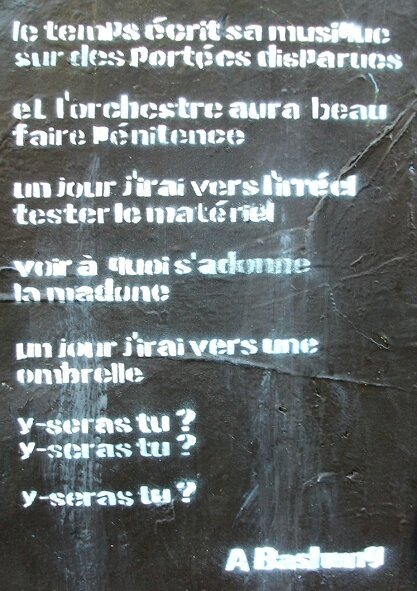 le temps écrit sa musique
sur des portées disparues
et l'orchestre aura beau
faire pénitence
un jour j'irai vers l'irréel
tester le matériel
voir à quoi s'adonne
la madone
un jour j'irai vers une
ombrelle
y-seras tu ?
y-seras tu ?
y-seras tu ?
A Bashung